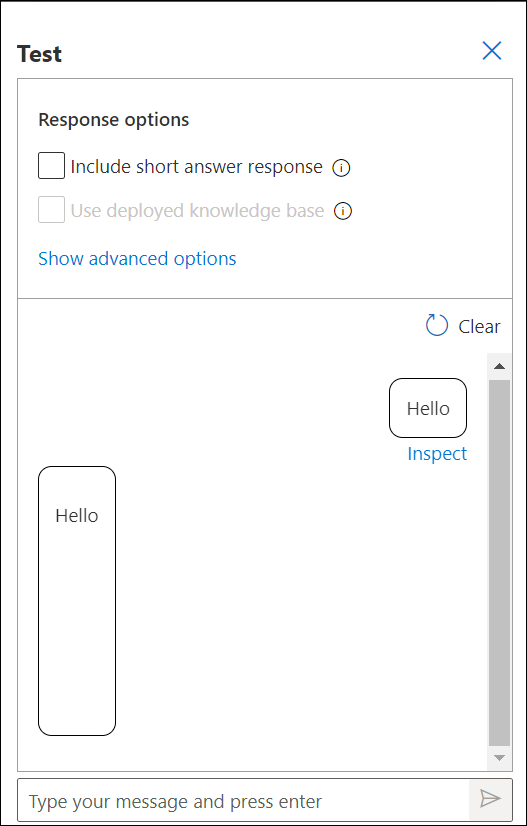 Test
Response options
Include short answer response
Use deployed knowledge base
Show advanced options
Clear
Hello
Inspect
Hello
Type your message and press enter